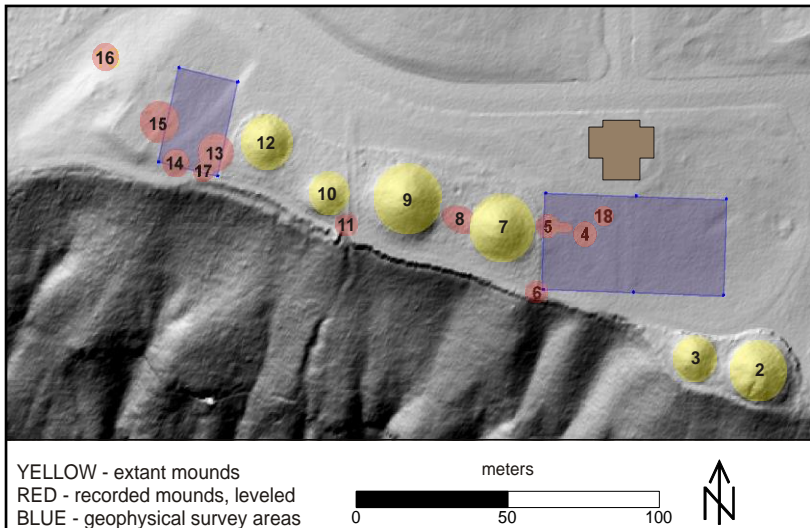 16
15
12
13
14
17
10
9
18
8
7
5
4
11
6
3
2
YELLOW - extant mounds
RED - recorded mounds, leveled
BLUE - geophysical survey areas
meters
0 50 100
N